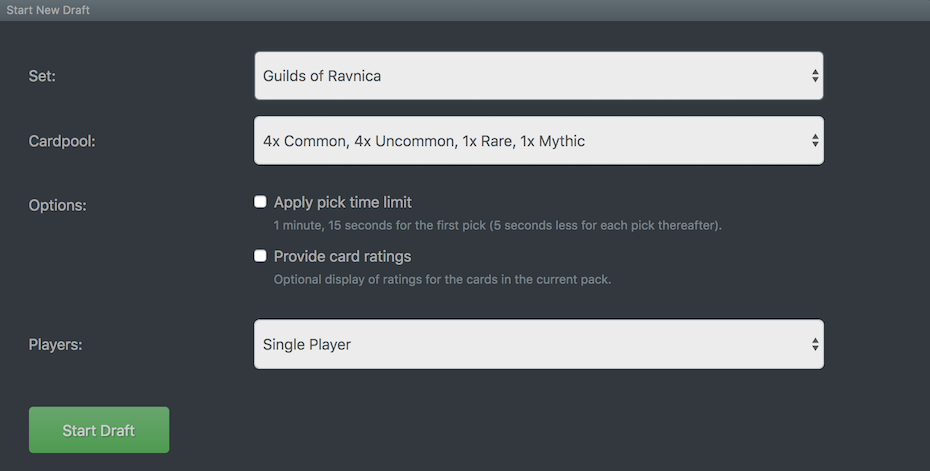 Start New Draft
Set:
Guilds of Ravnica
Cardpool:
4x Common, 4x Uncommon, 1x Rare, 1x Mythic
Options:
Apply pick time limit
1 minute, 15 seconds for the first pick (5 seconds less for each pick thereafter).
Provide card ratings
Optional display of ratings for the cards in the current pack.
Players:
Single Player
Start Draft